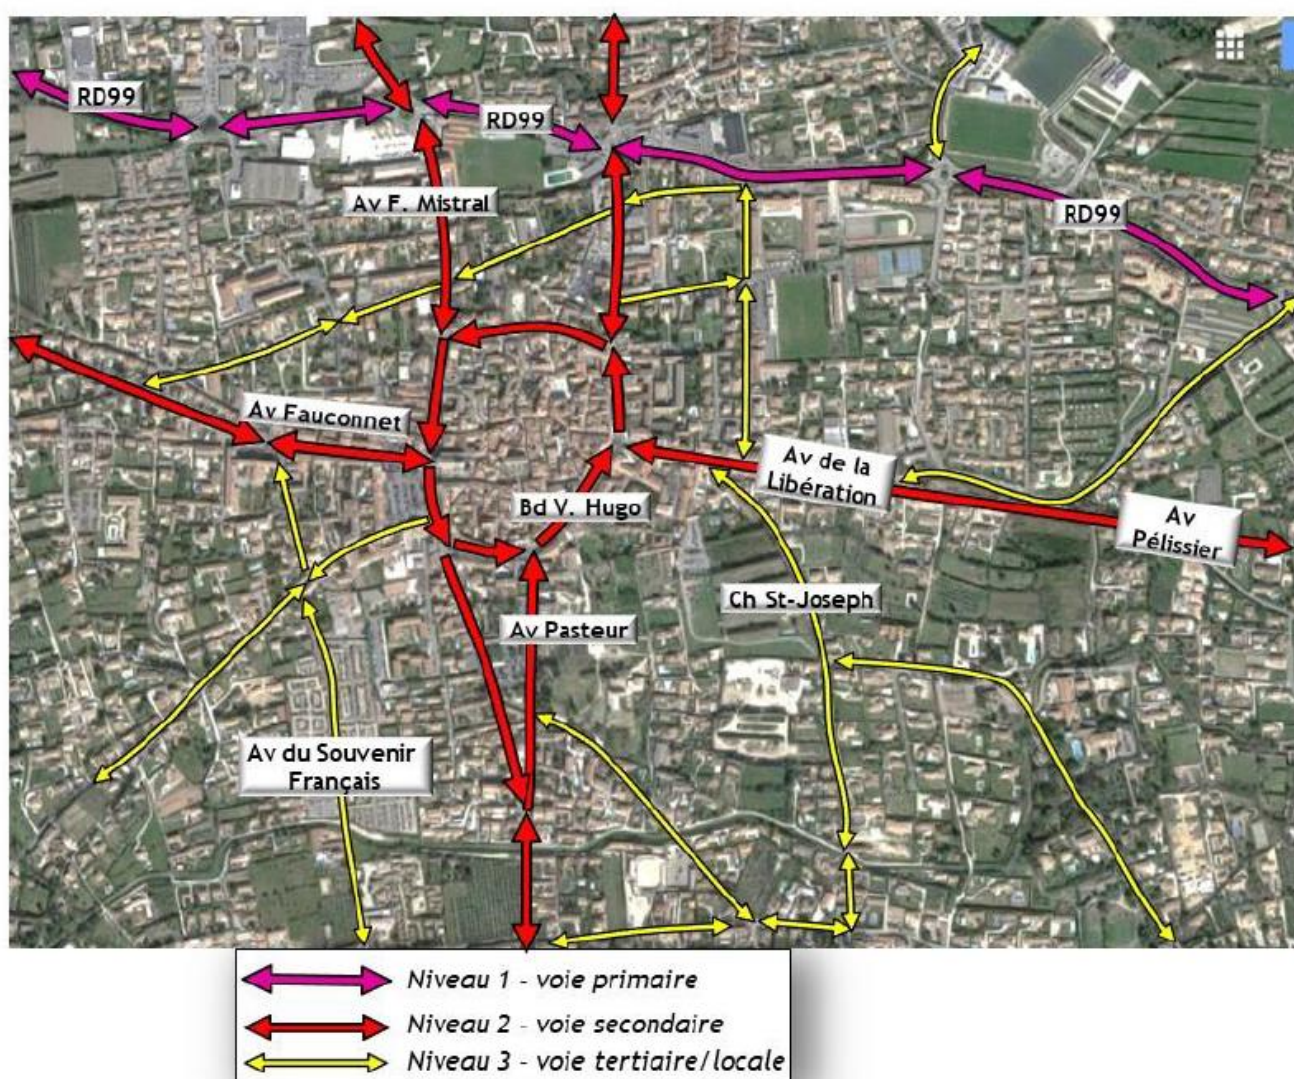 RD99
RD99
Av F. Mistral
RD99
Av Fauconnet
Av de la
Libération
Bd V. Hugo
Av
Pélissier
Ch St-Joseph
Av Pasteur
Av du Souvenir
Français
Niveau 1 - voie primaire
Niveau 2 - voie secondaire
Niveau 3 - voie tertiaire/locale